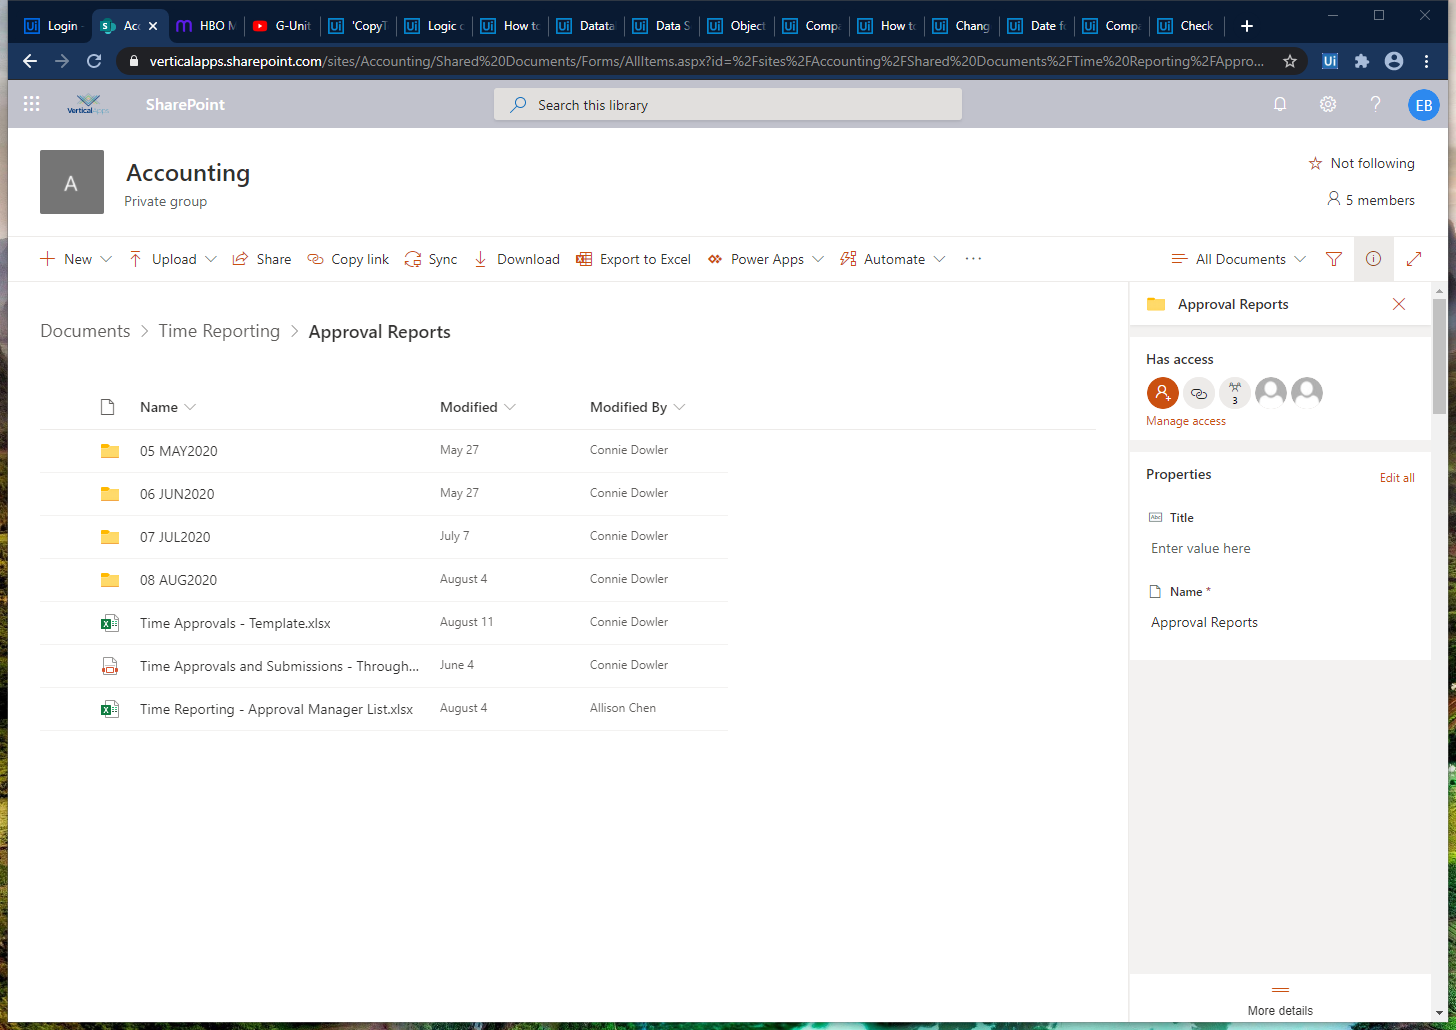 Login
Acc
HBO M
G-Unit
'CopyT
Logic o
How to
Datata
Data S
Object
Compa
How to
Chang
Date fo
Compa
Check
verticalapps.sharepoint.com/sites/Accounting/Shared%20Documents/Forms/AllItems.aspx?id=%2Fsites%2FAccounting%2FShared%20Documents%2FTime%20Reporting%2FAppro...
Ui
VerticalApps
SharePoint
Search this library
?
EB
A
Accounting
Private group
Not following
5 members
New
Upload
Share
Copy link
Sync
Download
Export to Excel
Power Apps
Automate
...
All Documents
Documents > Time Reporting > Approval Reports
Name Modified Modified By
05 MAY2020 May 27 Connie Dowler
06 JUN2020 May 27 Connie Dowler
07 JUL2020 July 7 Connie Dowler
08 AUG2020 August 4 Connie Dowler
Time Approvals - Template.xlsx August 11 Connie Dowler
Time Approvals and Submissions - Through... June 4 Connie Dowler
Time Reporting - Approval Manager List.xlsx August 4 Allison Chen
Approval Reports
Has access
3
Manage access
Properties
Edit all
Abc Title
Enter value here
Name *
Approval Reports
More details